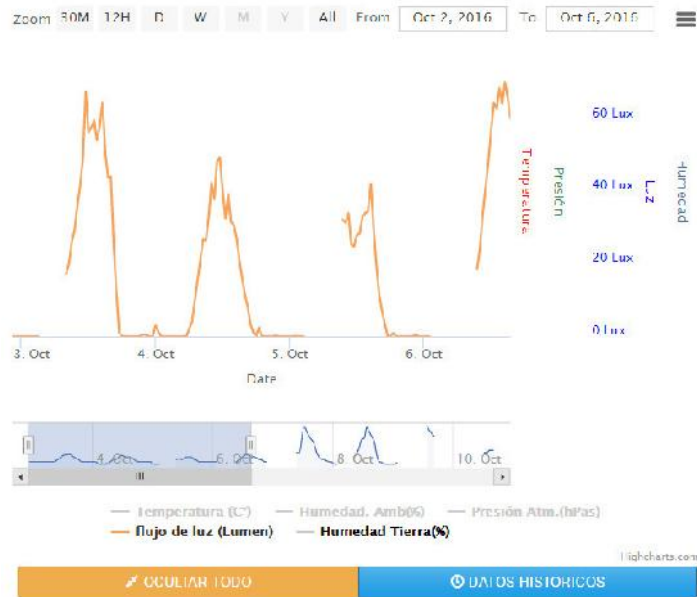 Zoom 30M 12H D W M Y All From Oct 2, 2016 To Oct 6, 2016
60 Lux
40 Lux
20 Lux
0 Lux
Temperatura
Presión
Luz
Humedad
3. Oct 4. Oct 5. Oct 6. Oct
Date
4. Oct 6. Oct 8. Oct 10. Oct
Temperatura (C°) Humedad. Amb(%) Presión Atm.(hPas)
flujo de luz (Lumen) Humedad Tierra(%)
Highcharts.com
OCULTAR TODO DATOS HISTORICOS